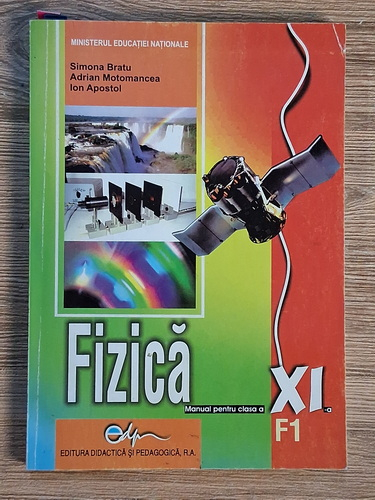 MINISTERUL EDUCAȚIEI NAȚIONALE
Simona Bratu
Adrian Motomancea
Ion Apostol
Fizică
Manual pentru clasa a XI-a
F1
edp
EDITURA DIDACTICĂ ȘI PEDAGOGICĂ, R.A.